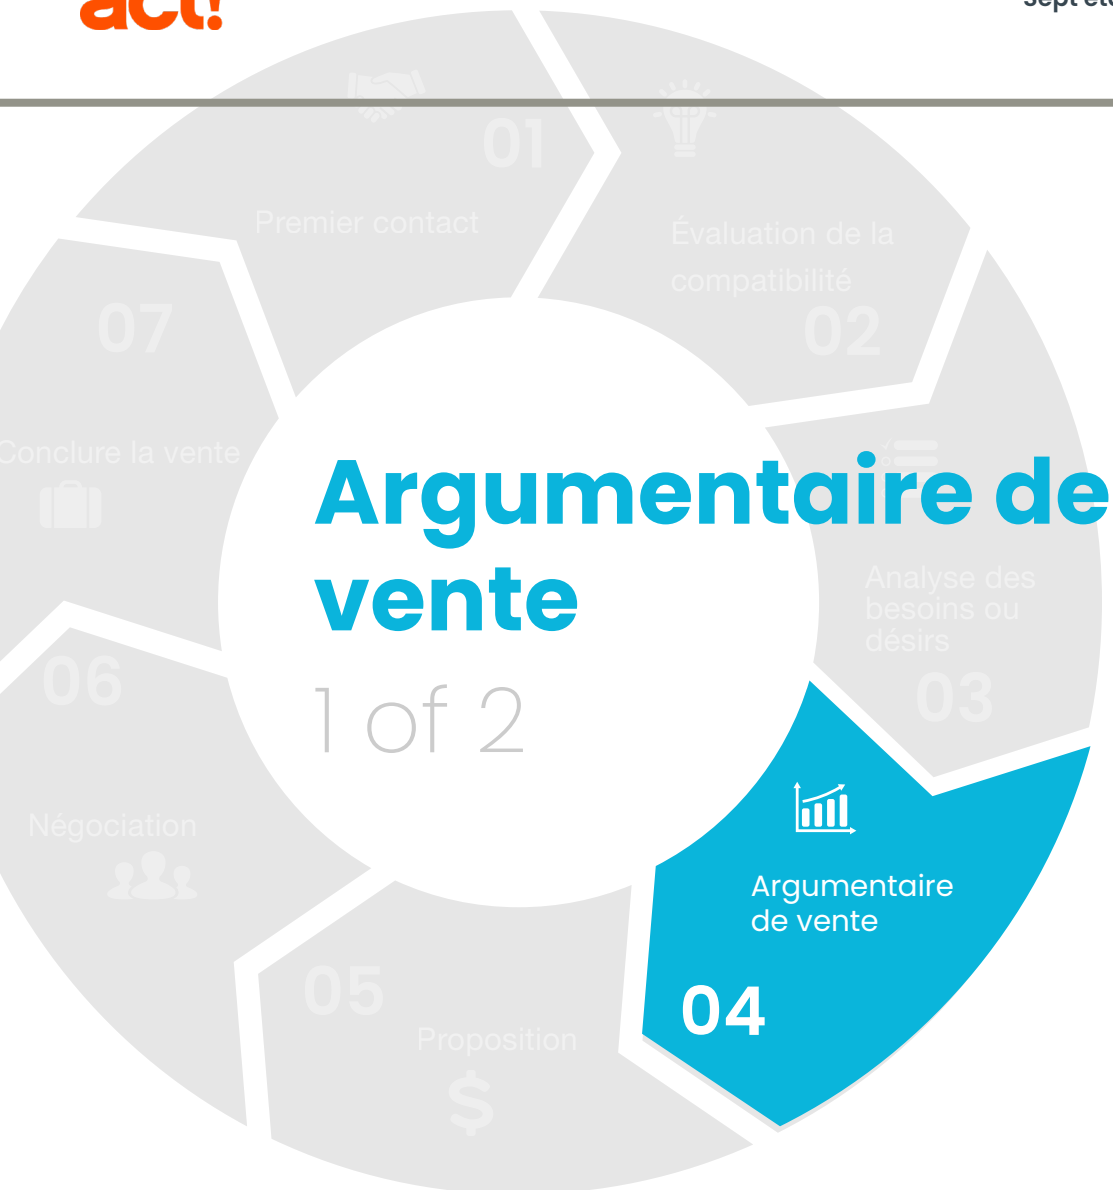 act!
Sept
01
Premier contact
Évaluation de la
compatibilité
02
07
Conclure la vente
Argumentaire de
vente
1 of 2
Analyse des
besoins ou
désirs
03
06
Négociation
Argumentaire
de vente
04
05
Proposition
$